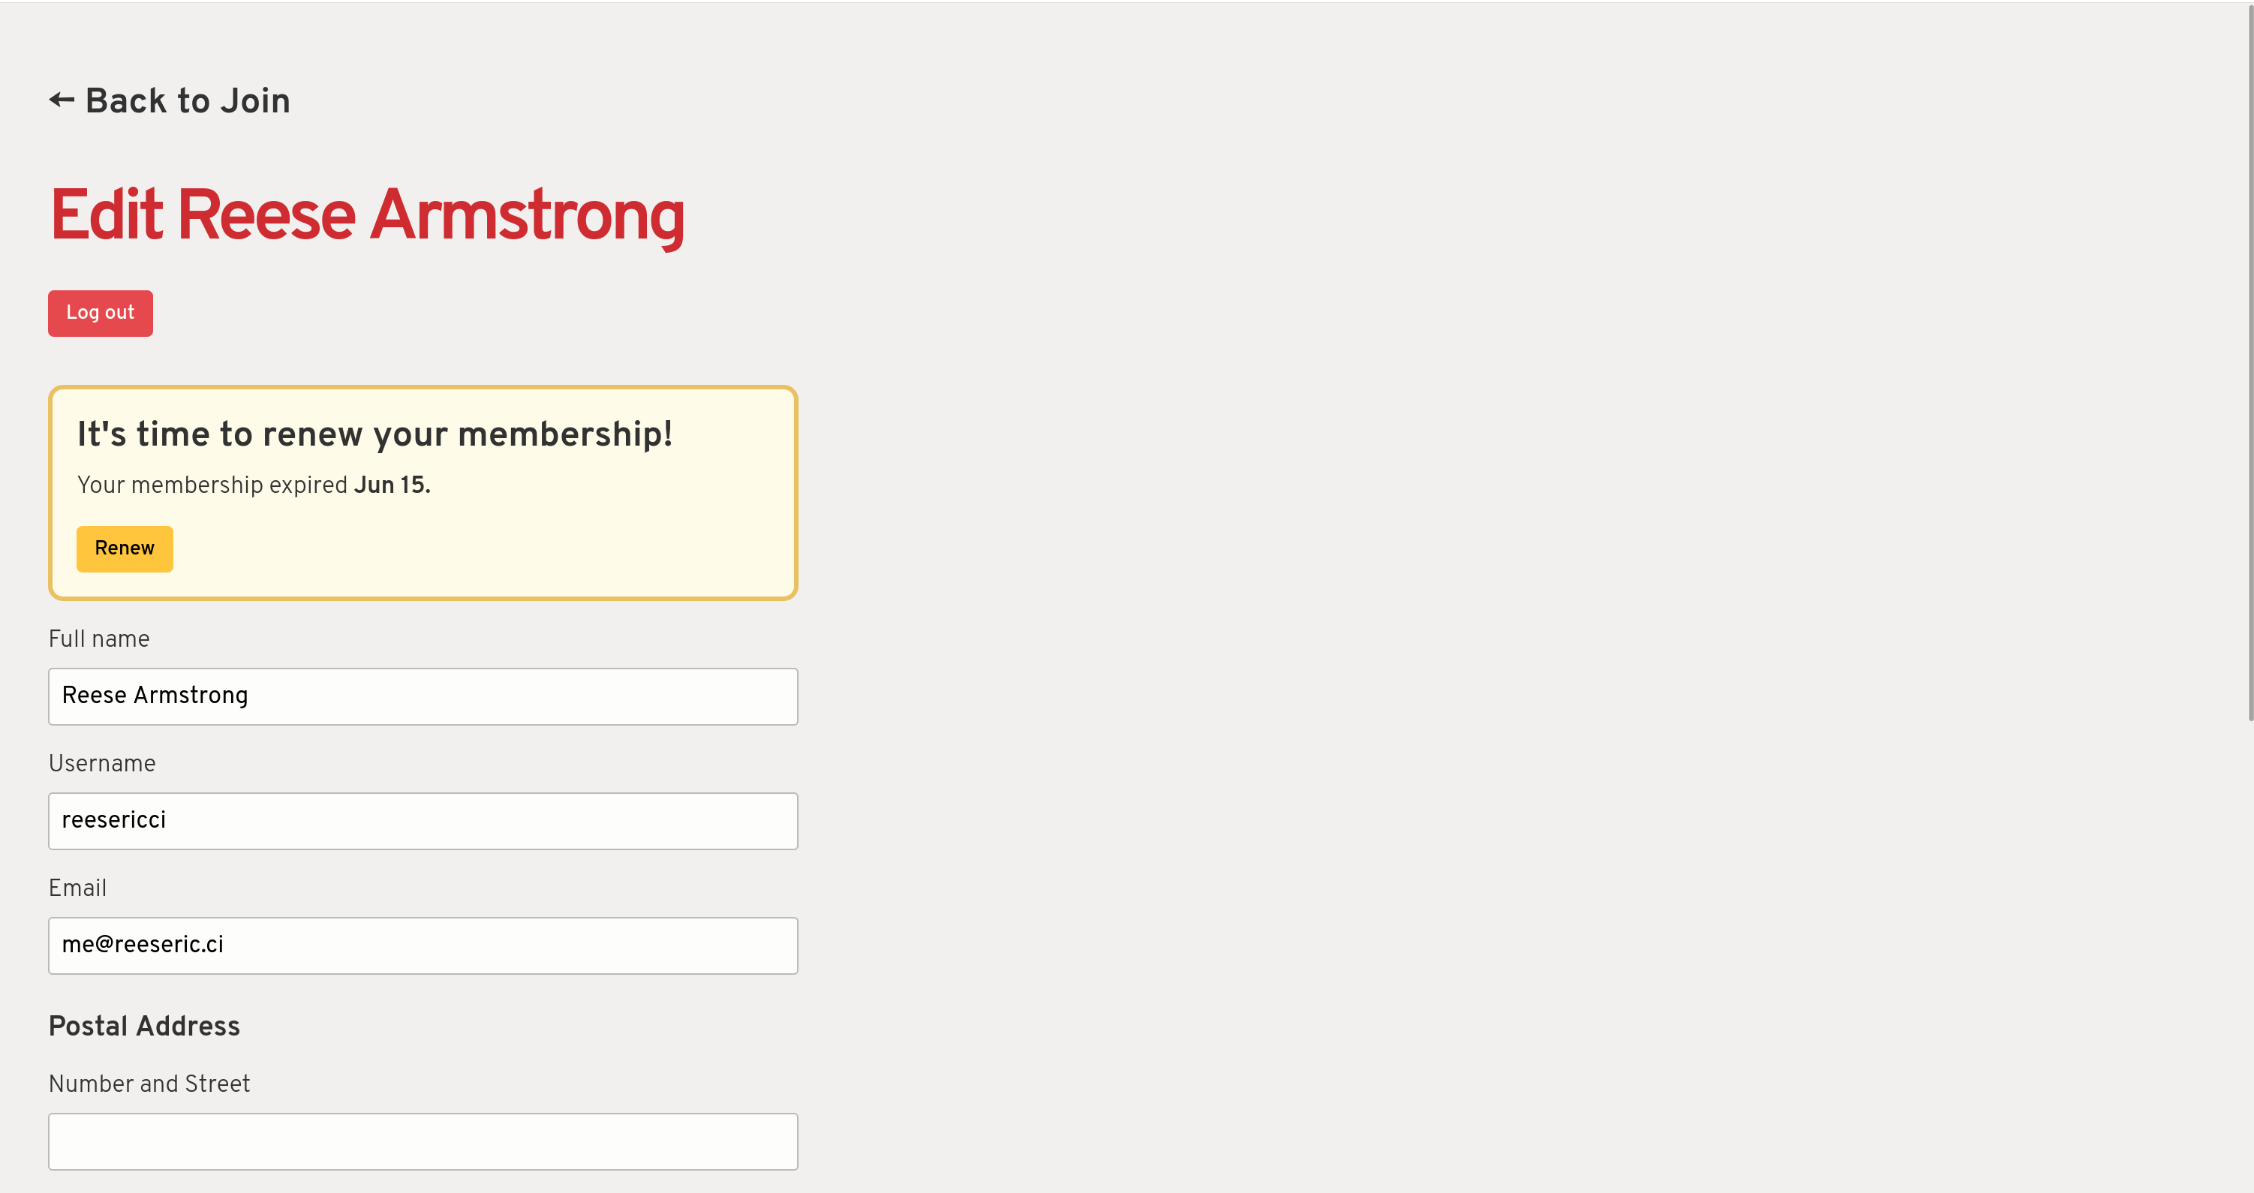 ← Back to Join
Edit Reese Armstrong
Log out
It's time to renew your membership!
Your membership expired Jun 15.
Renew
Full name
Reese Armstrong
Username
reesericci
Email
me@reeseric.ci
Postal Address
Number and Street